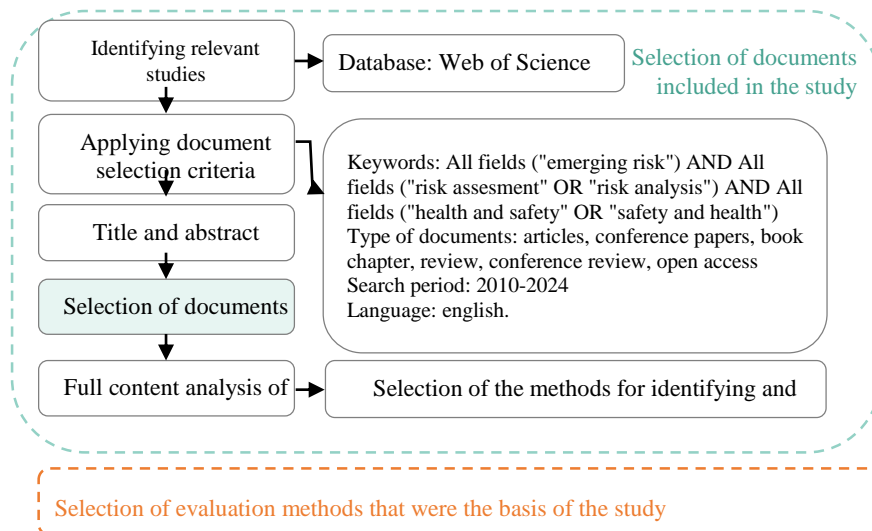 Identifying relevant
studies
Database: Web of Science
Selection of documents
included in the study
Applying document
selection criteria
Keywords: All fields ("emerging risk") AND All
fields ("risk assesment" OR "risk analysis") AND All
fields ("health and safety" OR "safety and health")
Type of documents: articles, conference papers, book
chapter, review, conference review, open access
Search period: 2010-2024
Language: english.
Title and abstract
Selection of documents
Full content analysis of
Selection of the methods for identifying and
Selection of evaluation methods that were the basis of the study